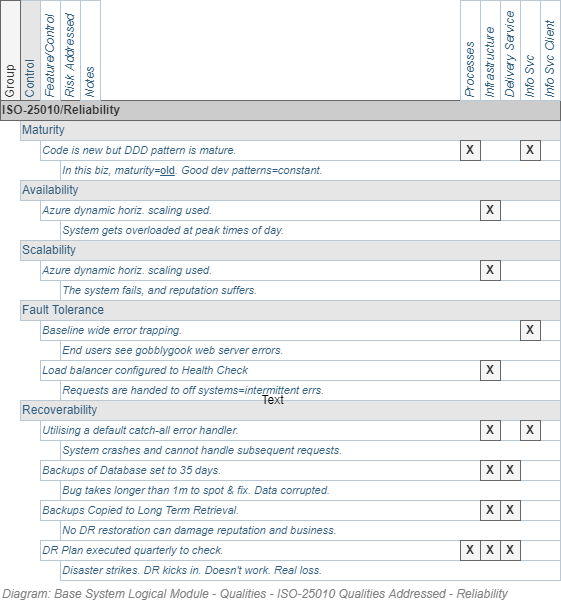 Group
Control
Feature/Control
Risk Addressed
Notes
Processes
Infrastructure
Delivery Service
Info Svc
Info Svc Client
ISO-25010/Reliability
Maturity
Code is new but DDD pattern is mature. X X
In this biz, maturity=old. Good dev patterns=constant.
Availability
Azure dynamic horiz. scaling used. X
System gets overloaded at peak times of day.
Scalability
Azure dynamic horiz. scaling used. X
The system fails, and reputation suffers.
Fault Tolerance
Baseline wide error trapping. X
End users see gobblygook web server errors.
Load balancer configured to Health Check X
Requests are handed to off systems=intermittent errs.
Text
Recoverability
Utilising a default catch-all error handler. X X
System crashes and cannot handle subsequent requests.
Backups of Database set to 35 days. X X
Bug takes longer than 1m to spot & fix. Data corrupted.
Backups Copied to Long Term Retrieval. X X
No DR restoration can damage reputation and business.
DR Plan executed quarterly to check. X X X
Disaster strikes. DR kicks in. Doesn't work. Real loss.
Diagram: Base System Logical Module - Qualities - ISO-25010 Qualities Addressed - Reliability